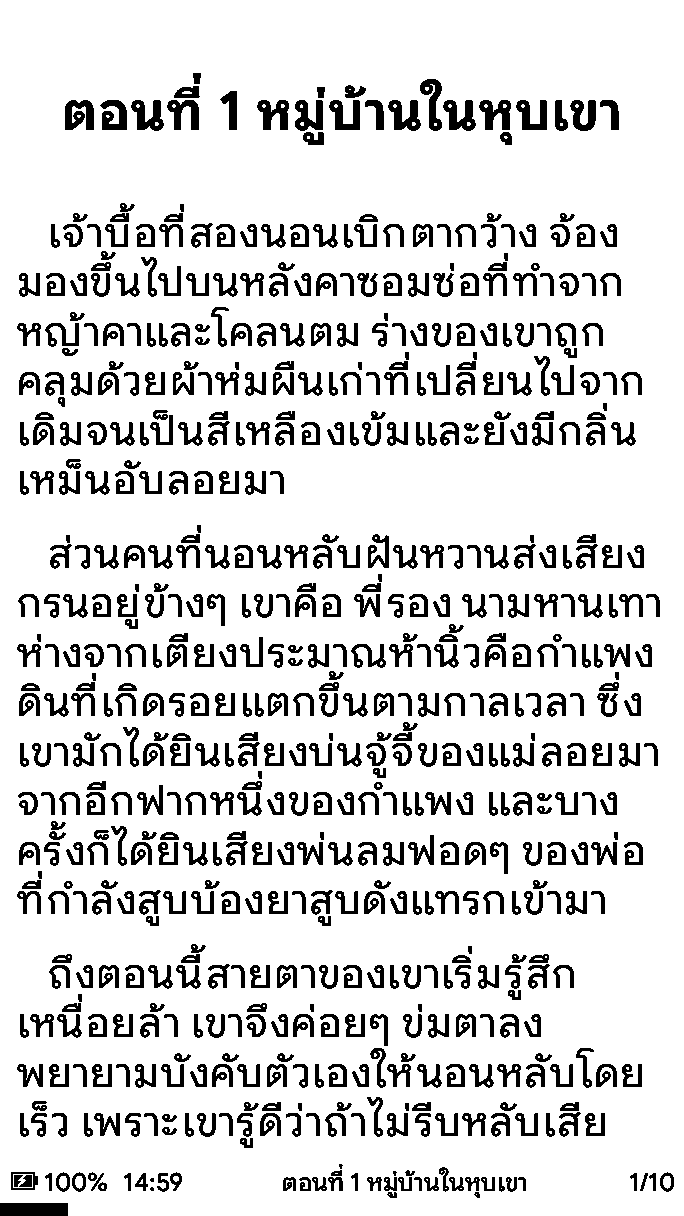 ตอนที่ 1 หมู่บ้านในหุบเขา
เจ้าบื้อที่สองนอนเบิกตากว้าง จ้อง
มองขึ้นไปบนหลังคาซอมซ่อที่ทำจาก
หญ้าคาและโคลนตม ร่างของเขาถูก
คลุมด้วยผ้าห่มผืนเก่าที่เปลี่ยนไปจาก
เดิมจนเป็นสีเหลืองเข้มและยังมีกลิ่น
เหม็นอับลอยมา
ส่วนคนที่นอนหลับฝันหวานส่งเสียง
กรนอยู่ข้างๆ เขาคือ พี่รอง นามหานเทา
ห่างจากเตียงประมาณห้านิ้วคือกำแพง
ดินที่เกิดรอยแตกขึ้นตามกาลเวลา ซึ่ง
เขามักได้ยินเสียงบ่นจู้จี้ของแม่ลอยมา
จากอีกฟากหนึ่งของกำแพง และบาง
ครั้งก็ได้ยินเสียงพ่นลมฟอดๆ ของพ่อ
ที่กำลังสูบบ้องยาสูบดังแทรกเข้ามา
ถึงตอนนี้สายตาของเขาเริ่มรู้สึก
เหนื่อยล้า เขาจึงค่อยๆ ข่มตาลง
พยายามบังคับตัวเองให้นอนหลับโดย
เร็ว เพราะเขารู้ดีว่าถ้าไม่รีบหลับเสีย
100% 14:59 ตอนที่ 1 หมู่บ้านในหุบเขา 1/10